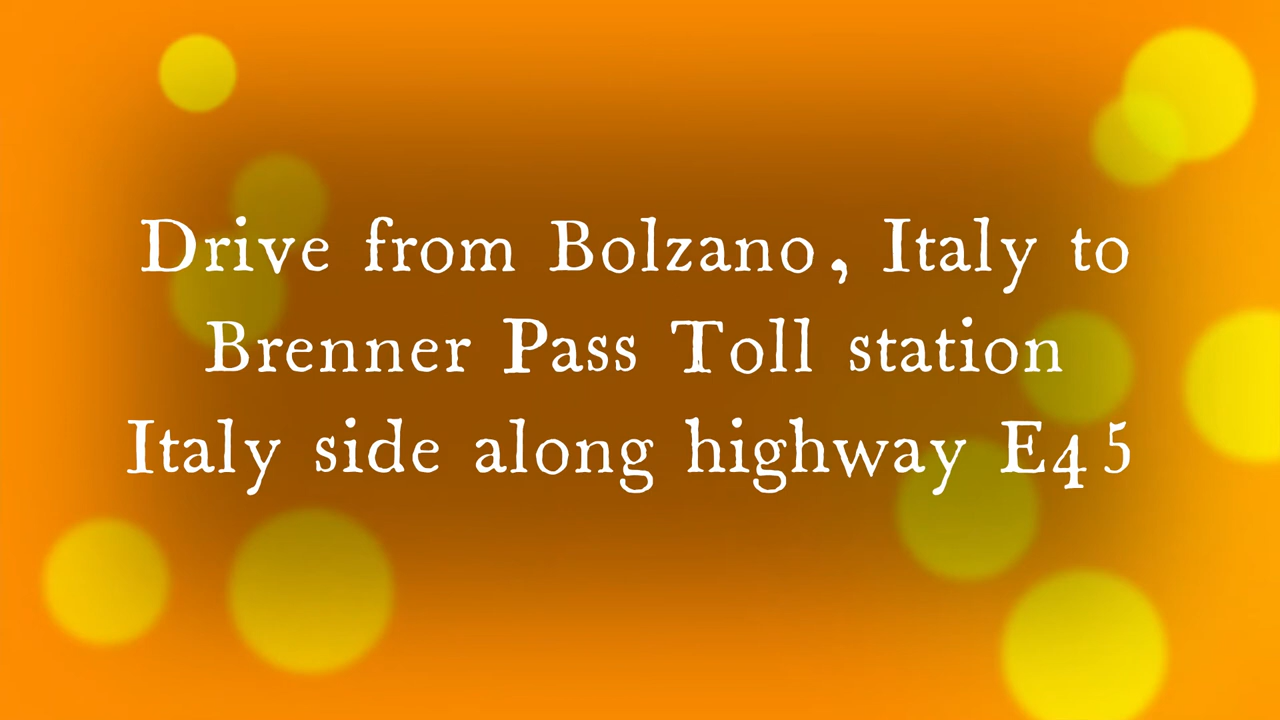 Drive from Bolzano, Italy to
Brenner Pass Toll station
Italy side along highway E45